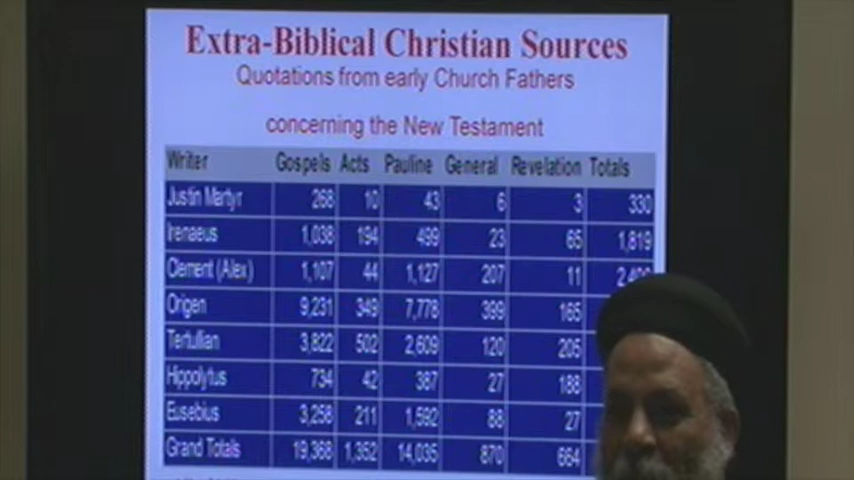 Extra-Biblical Christian Sources
Quotations from early Church Fathers
concerning the New Testament
Writer Gospels Acts Pauline General Revelation Totals
Justin Martyr 268 10 43 6 3 330
Irenaeus 1,038 194 499 23 65 1,819
Clement (Alex) 1,107 44 1,127 207 11
Origen 9,231 349 7,778 399 165
Tertullian 3,822 502 2,609 120 205
Hippolytus 734 42 387 27 188
Eusebius 3,258 211 1,592 88 27
Grand Totals 19,368 1,352 14,035 870 664